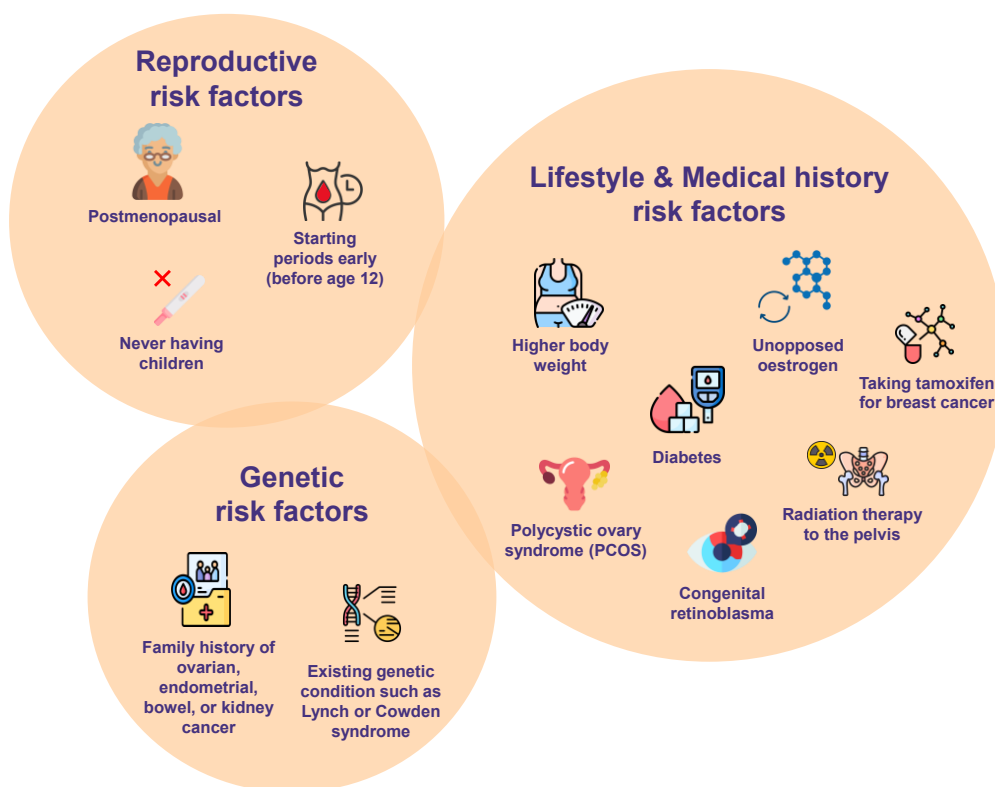 Reproductive
risk factors
Postmenopausal
Starting
periods early
(before age 12)
Never having
children
Lifestyle & Medical history
risk factors
Higher body
weight
Unopposed
oestrogen
Taking tamoxifen
for breast cancer
Diabetes
Polycystic ovary
syndrome (PCOS)
Radiation therapy
to the pelvis
Congenital
retinoblasma
Genetic
risk factors
Family history of
ovarian,
endometrial,
bowel, or kidney
cancer
Existing genetic
condition such as
Lynch or Cowden
syndrome